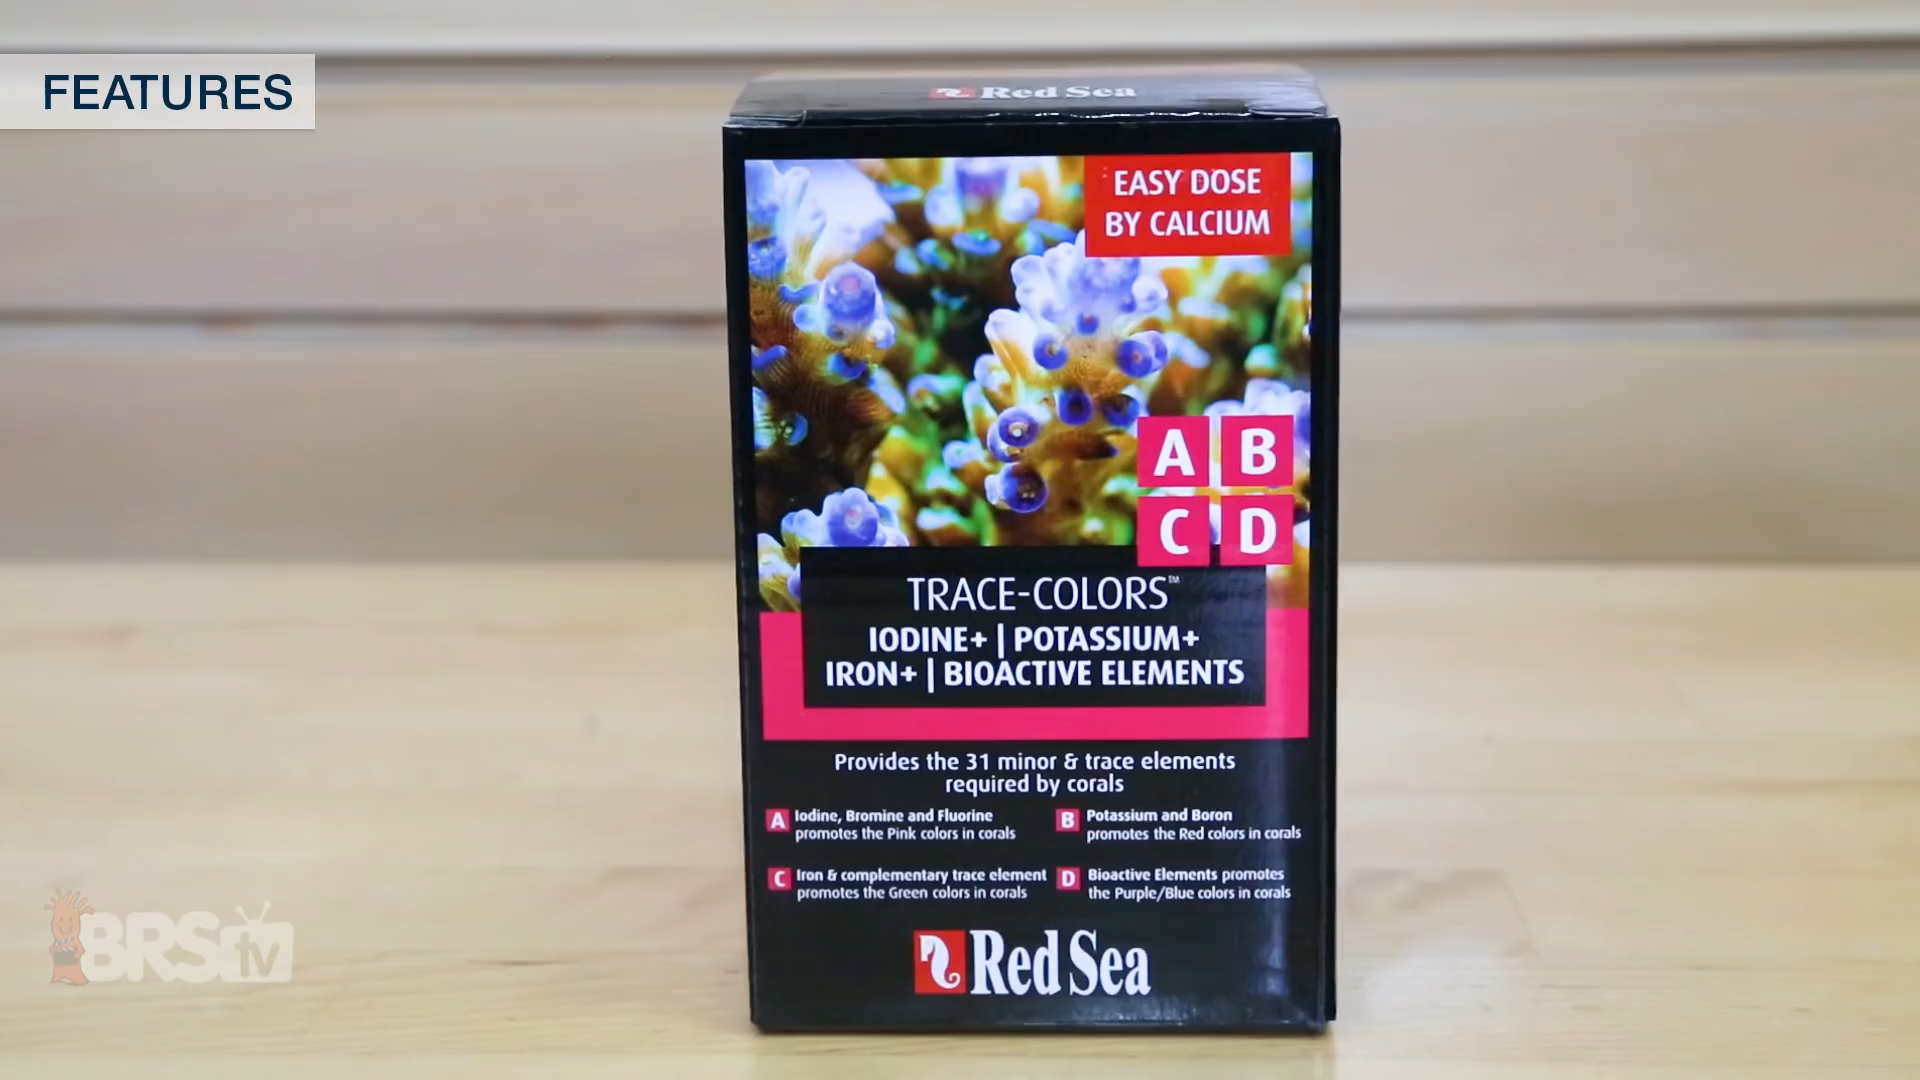 FEATURES
Red Sea
EASY DOSE
BY CALCIUM
A B
C D
TRACE-COLORS™
IODINE+ | POTASSIUM+
IRON+ | BIOACTIVE ELEMENTS
Provides the 31 minor & trace elements
required by corals
A Iodine, Bromine and Fluorine
promotes the Pink colors in corals
B Potassium and Boron
promotes the Red colors in corals
C Iron & complementary trace element
promotes the Green colors in corals
D Bioactive Elements promotes
the Purple/Blue colors in corals
Red Sea
BRStv